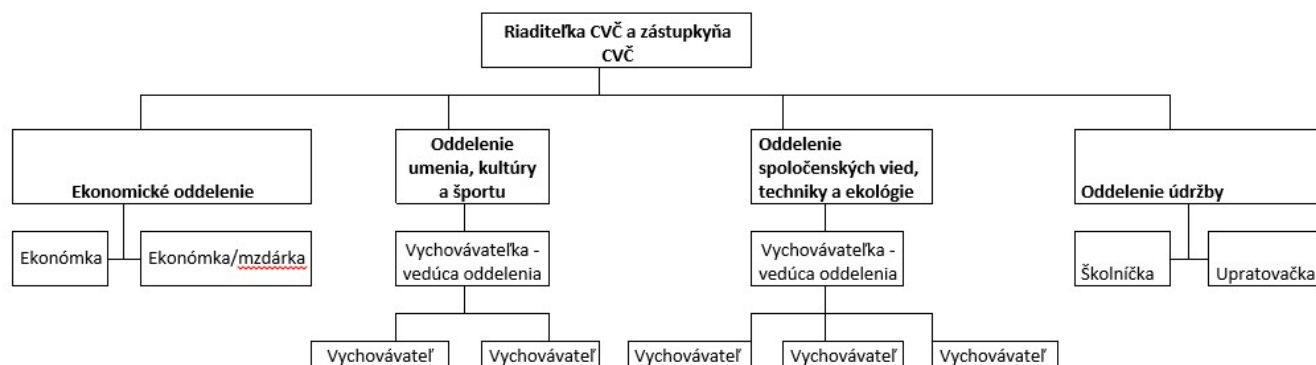 Riaditeľka CVČ a zástupkyňa
CVČ
Ekonomické oddelenie
Oddelenie
umenia, kultúry
a športu
Oddelenie
spoločenských vied,
techniky a ekológie
Oddelenie údržby
Ekonómka
Ekonómka/mzdárka
Vychovávateľka -
vedúca oddelenia
Vychovávateľka -
vedúca oddelenia
Školníčka
Upratovačka
Vychovávateľ
Vychovávateľ
Vychovávateľ
Vychovávateľ
Vychovávateľ